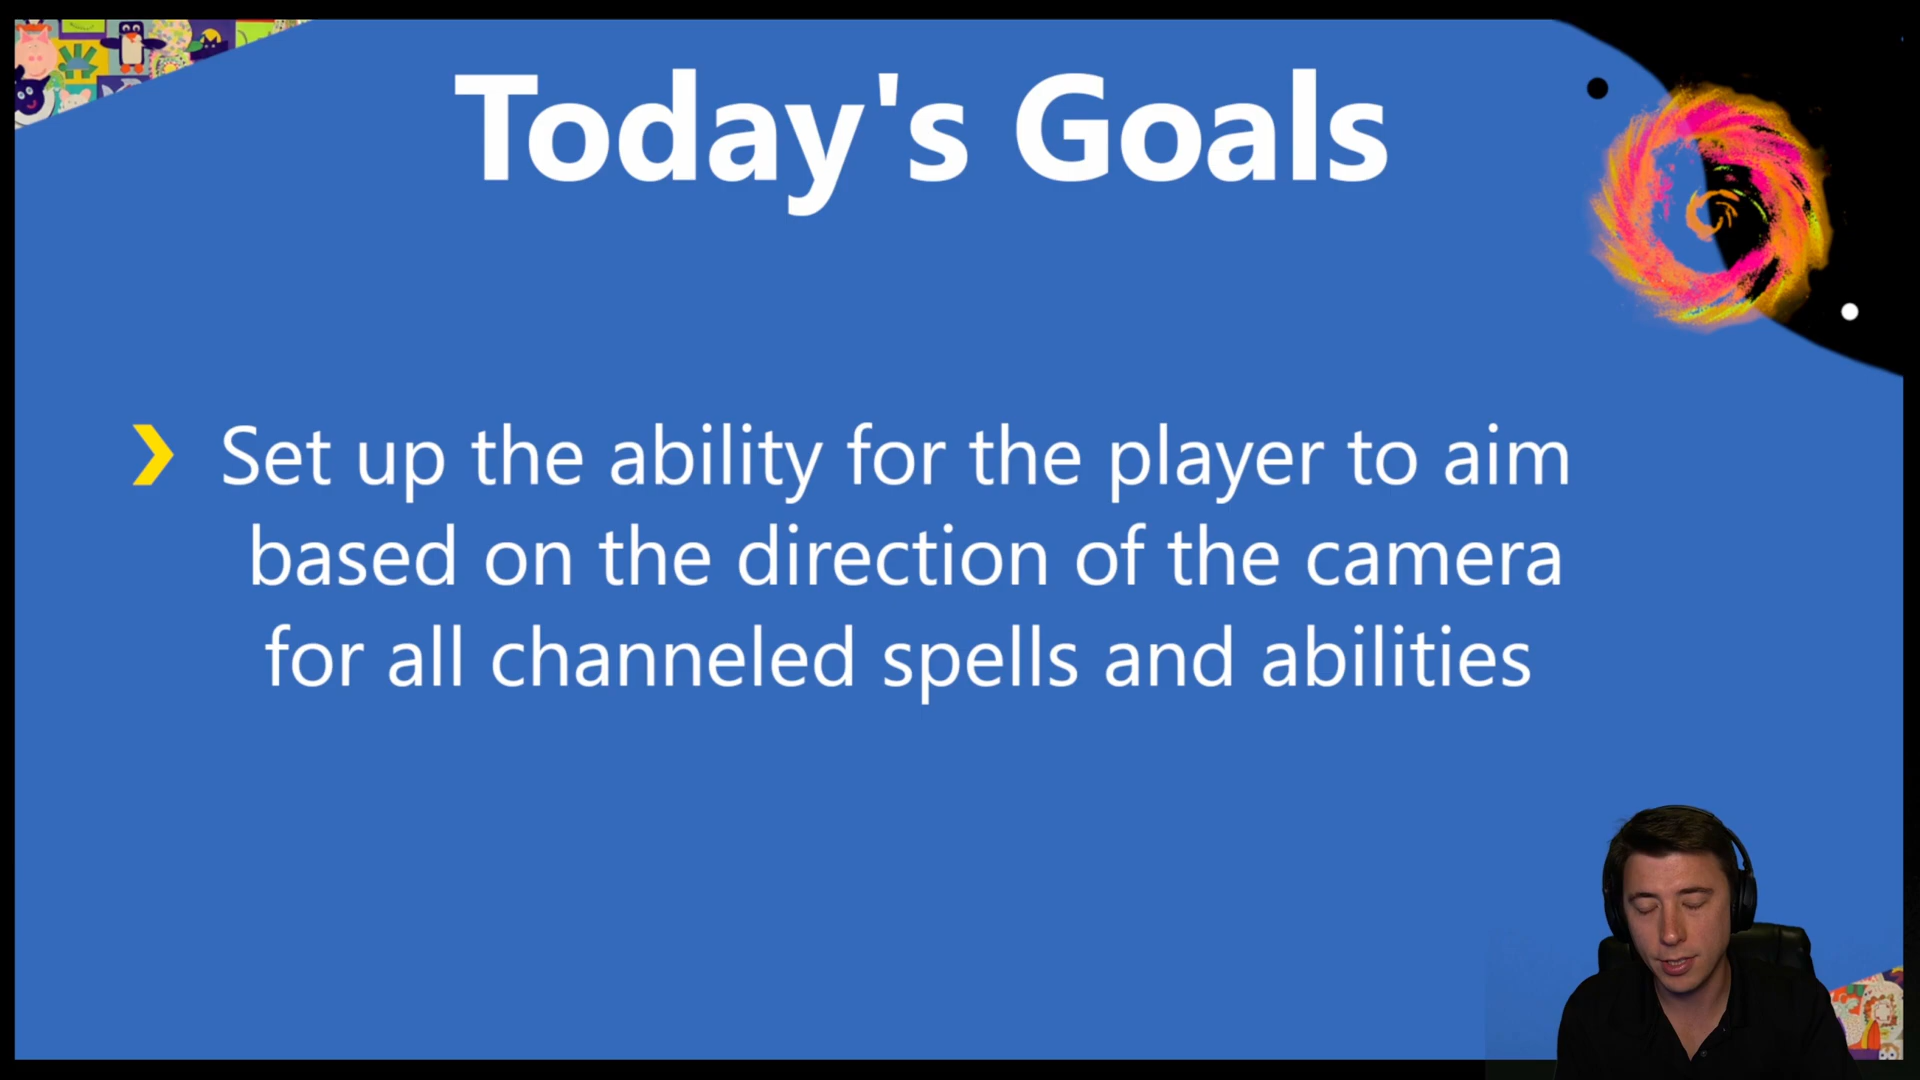 Today's Goals
Set up the ability for the player to aim
based on the direction of the camera
for all channeled spells and abilities